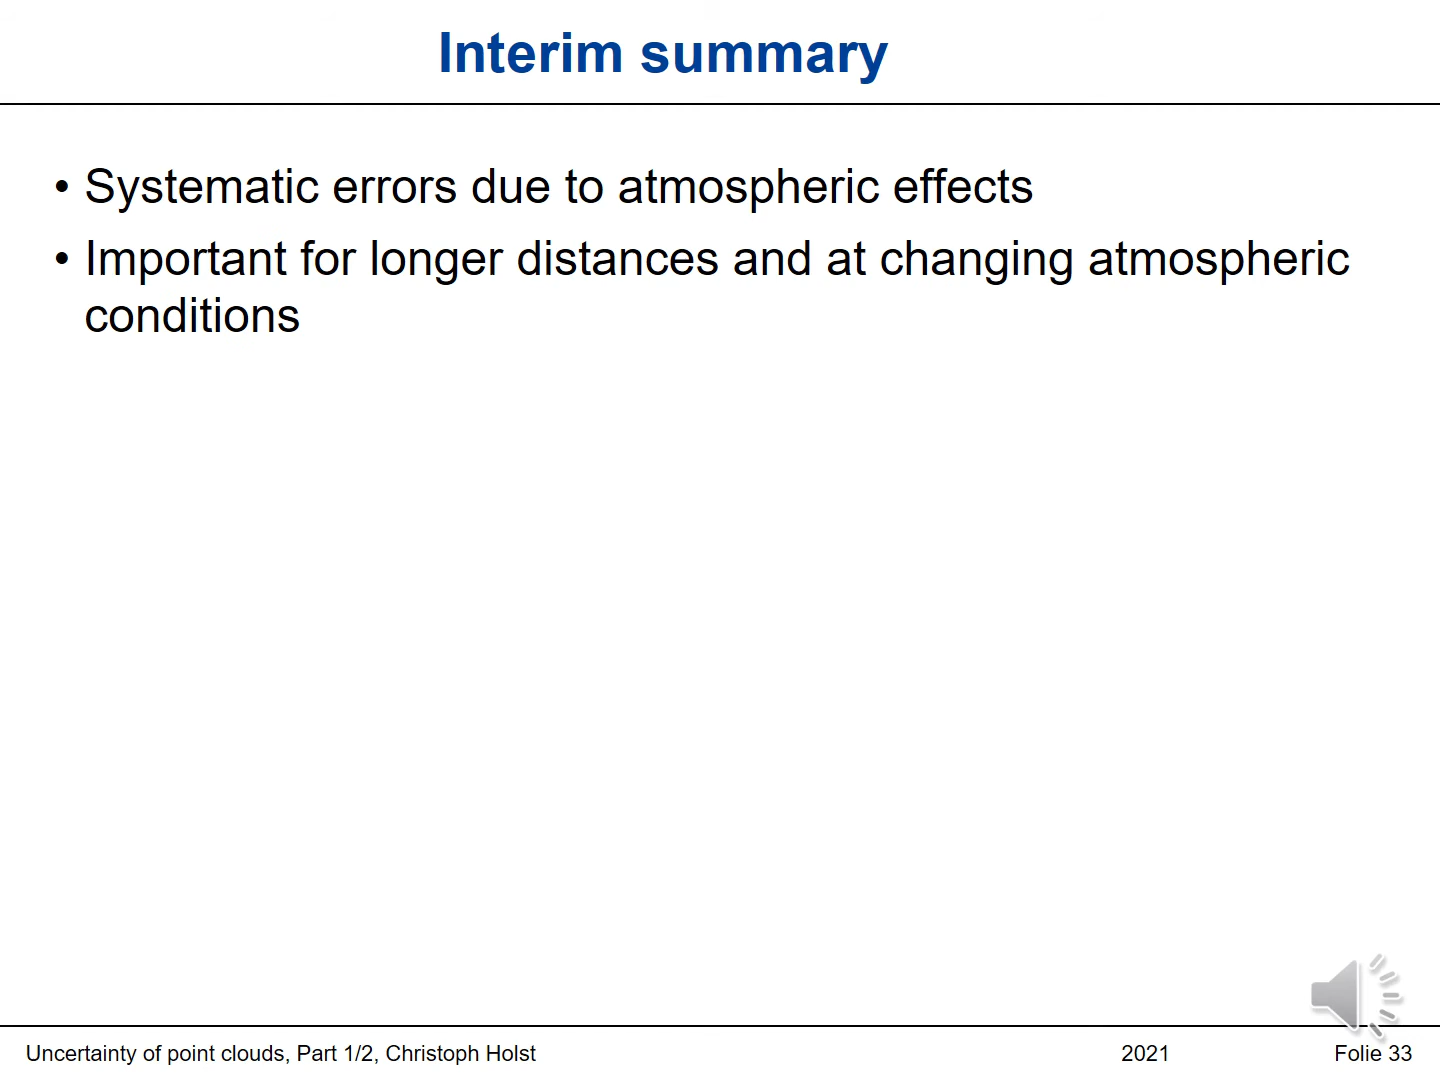 Interim summary
• Systematic errors due to atmospheric effects
• Important for longer distances and at changing atmospheric
conditions
Uncertainty of point clouds, Part 1/2, Christoph Holst 2021 Folie 33